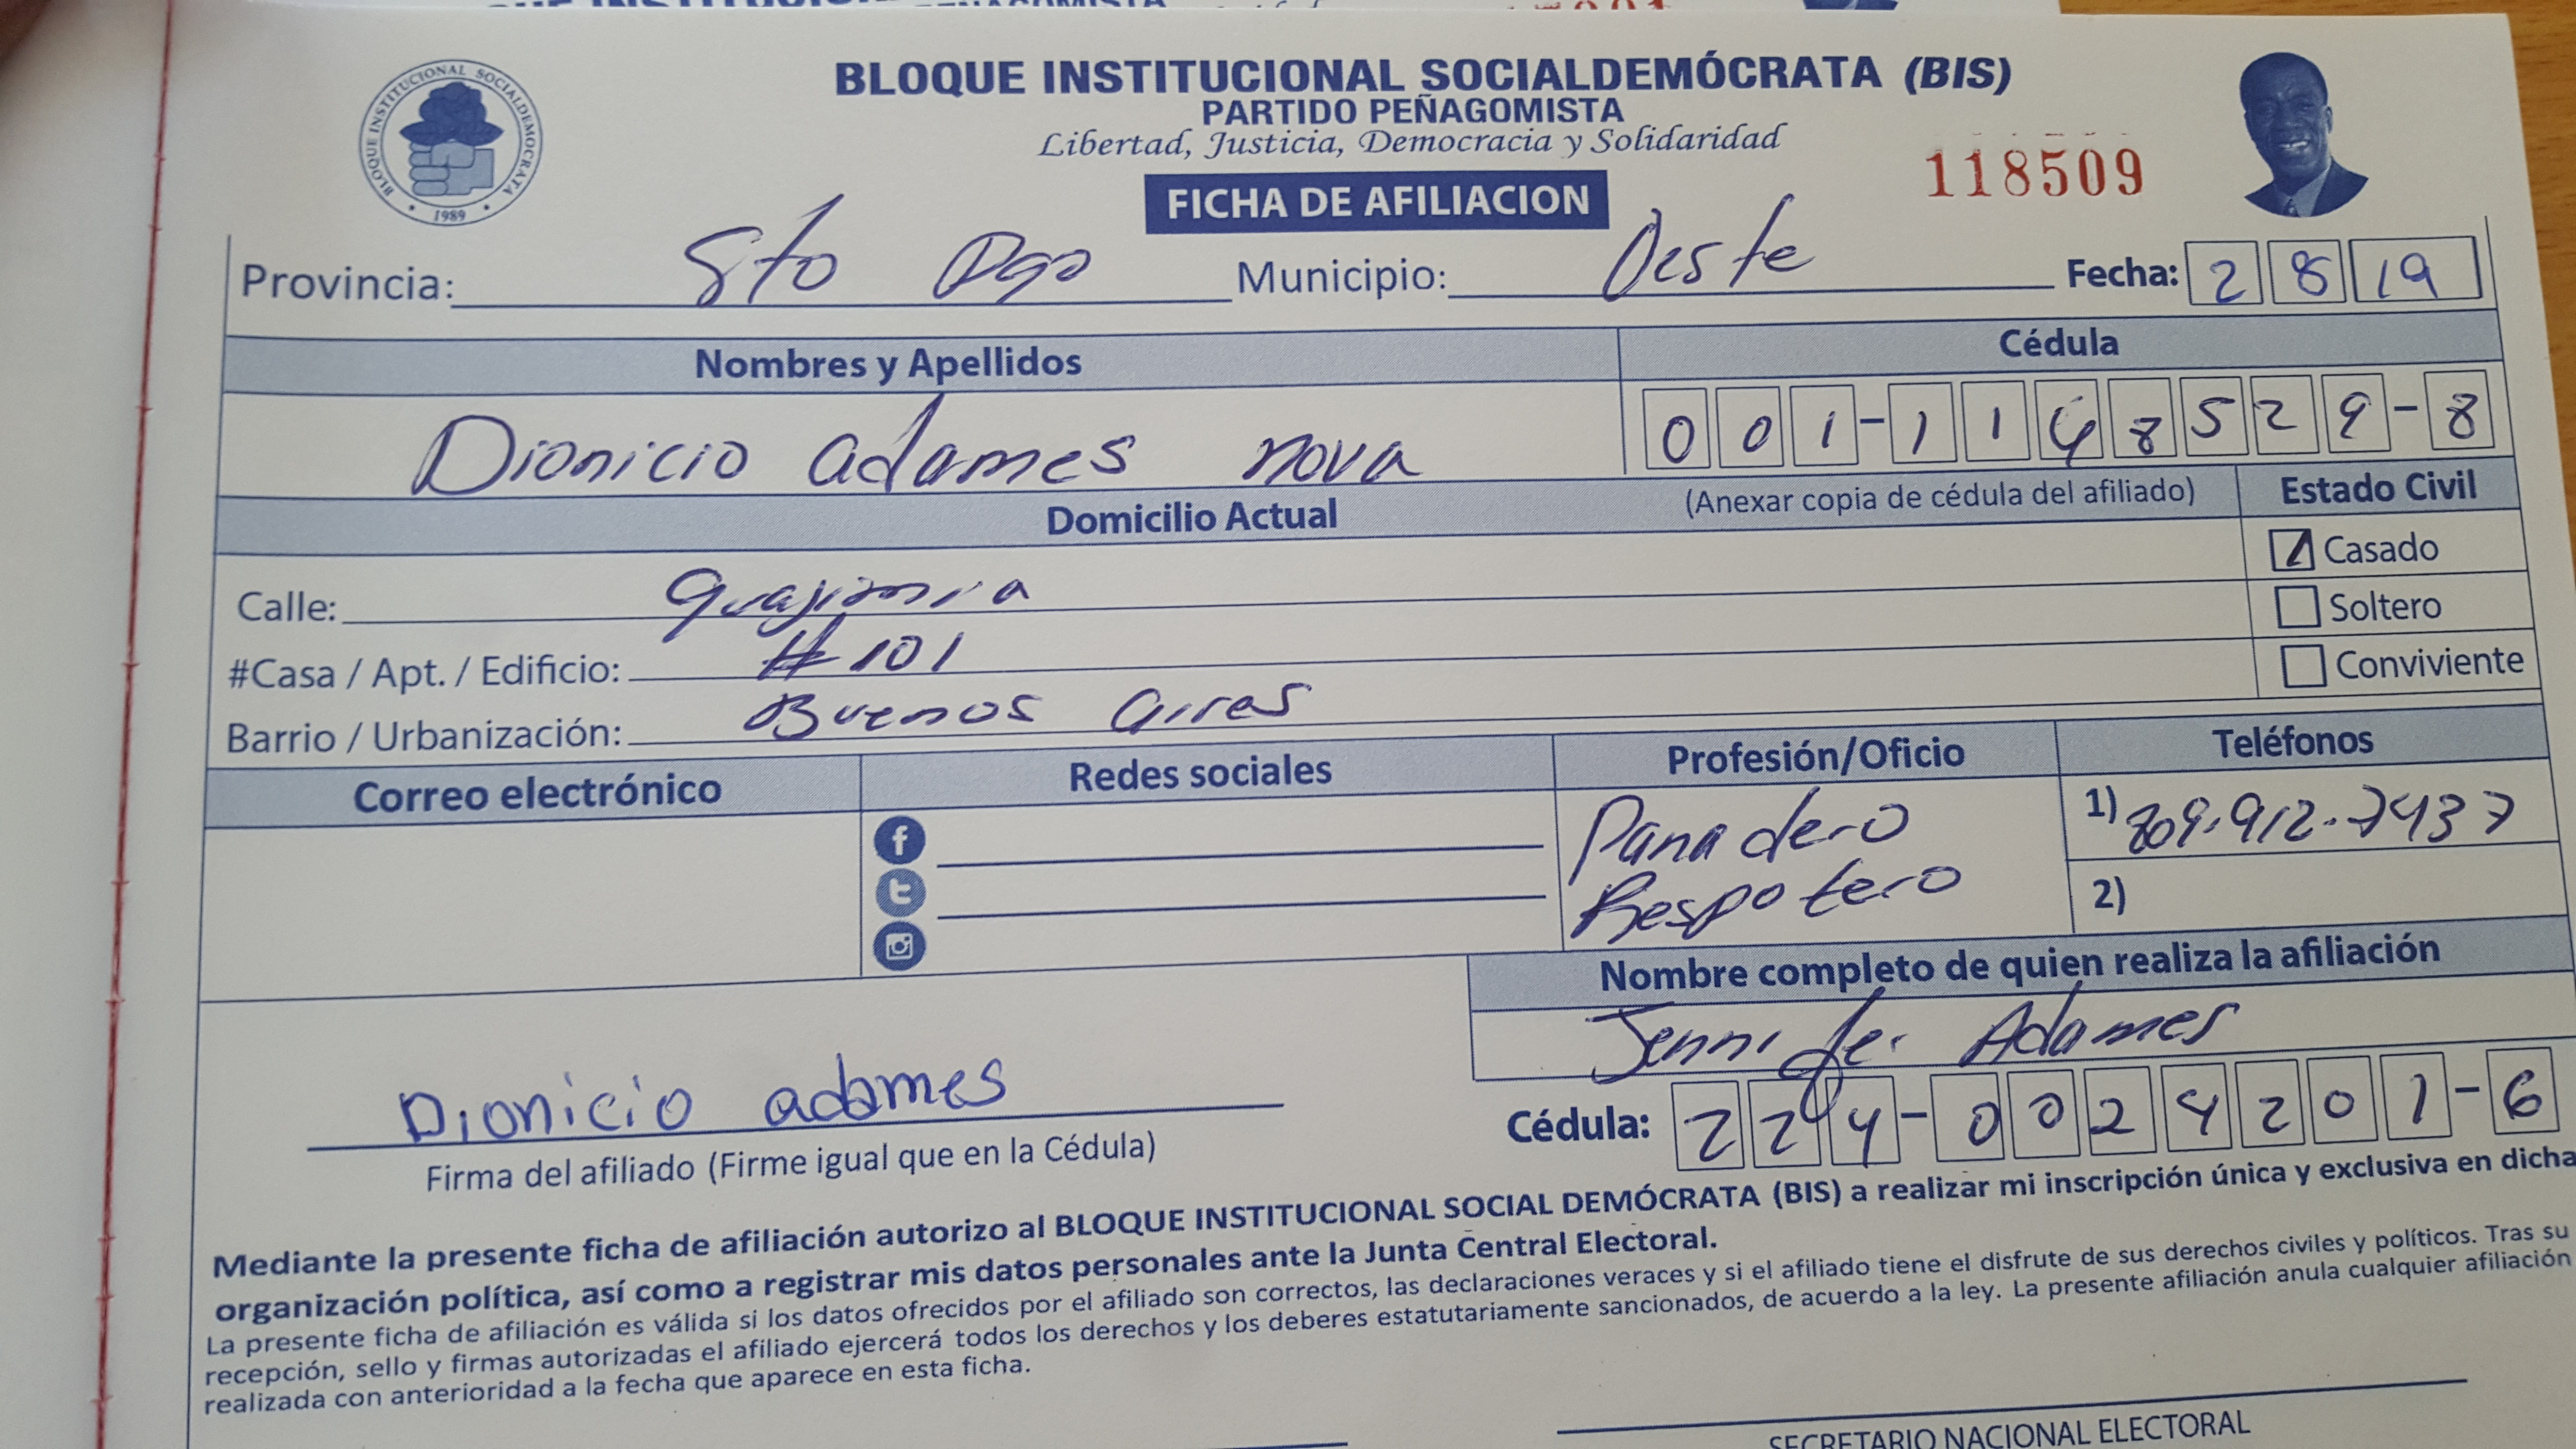 BLOQUE INSTITUCIONAL SOCIALDEMOCRATA
1989
BLOQUE INSTITUCIONAL SOCIALDEMÓCRATA (BIS)
PARTIDO PEÑAGOMISTA
Libertad, Justicia, Democracia y Solidaridad
118509
FICHA DE AFILIACION
Provincia: Sto Dgo Municipio: Oeste Fecha: 2 8 19
Nombres y Apellidos Cédula
Dionicio adames nova 001-1148529-8
Domicilio Actual (Anexar copia de cédula del afiliado) Estado Civil
Casado
Calle:
Soltero
#Casa / Apt. / Edificio: #101
Conviviente
Barrio / Urbanización: Buenos aires
Correo electrónico Redes sociales Profesión/Oficio Teléfonos
Panadero 1) 809-912-7437
Respotero 2)
Nombre completo de quien realiza la afiliación
Jennifer Adames
Dionicio adames
Cédula: 224-0024201-6
Firma del afiliado (Firme igual que en la Cédula)
Mediante la presente ficha de afiliación autorizo al BLOQUE INSTITUCIONAL SOCIAL DEMÓCRATA (BIS) a realizar mi inscripción única y exclusiva en dicha
organización política, así como a registrar mis datos personales ante la Junta Central Electoral.
La presente ficha de afiliación es válida si los datos ofrecidos por el afiliado son correctos, las declaraciones veraces y si el afiliado tiene el disfrute de sus derechos civiles y políticos. Tras su
recepción, sello y firmas autorizadas el afiliado ejercerá todos los derechos y los deberes estatutariamente sancionados, de acuerdo a la ley. La presente afiliación anula cualquier afiliación
realizada con anterioridad a la fecha que aparece en esta ficha.
SECRETARIO NACIONAL ELECTORAL